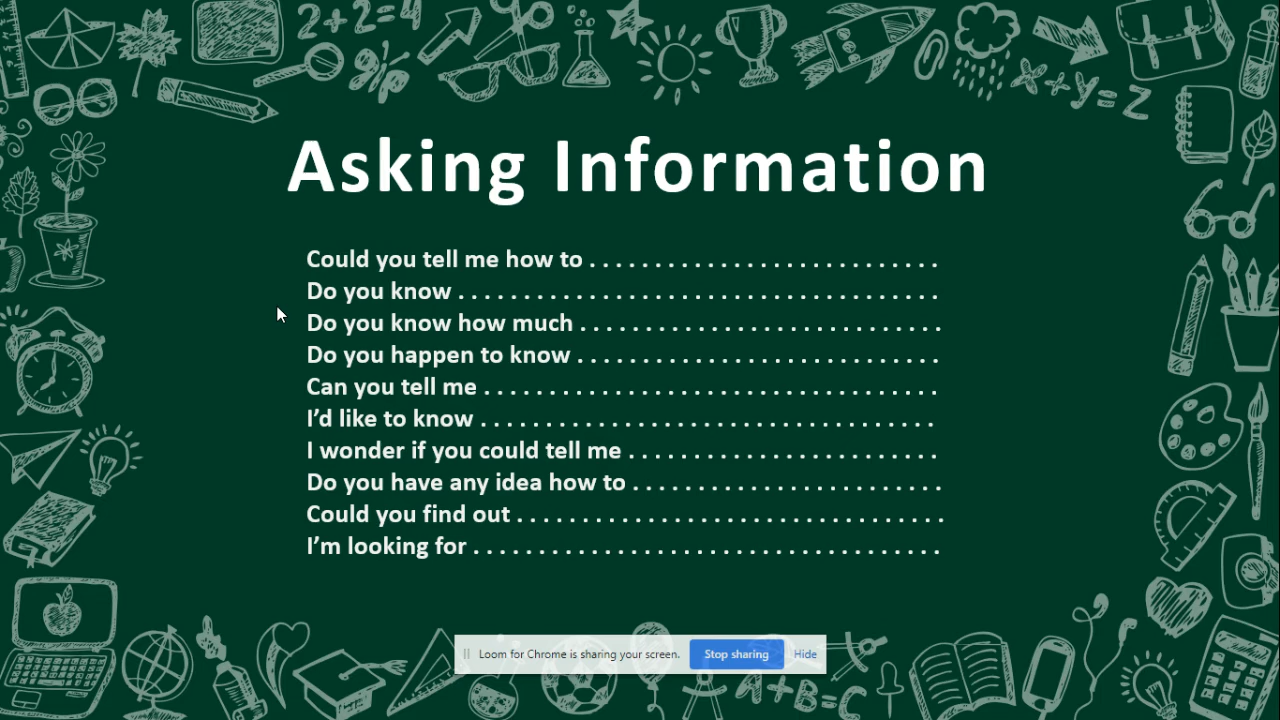 2+2=4
x+y=z
Asking Information
Could you tell me how to . . . . . . . . . . . . . . . . . . . . . . . . . . .
Do you know . . . . . . . . . . . . . . . . . . . . . . . . . . . . . . . . . . . . .
Do you know how much . . . . . . . . . . . . . . . . . . . . . . . . . . . .
Do you happen to know . . . . . . . . . . . . . . . . . . . . . . . . . . . .
Can you tell me . . . . . . . . . . . . . . . . . . . . . . . . . . . . . . . . . . .
I’d like to know . . . . . . . . . . . . . . . . . . . . . . . . . . . . . . . . . . .
I wonder if you could tell me . . . . . . . . . . . . . . . . . . . . . . . .
Do you have any idea how to . . . . . . . . . . . . . . . . . . . . . . . .
Could you find out . . . . . . . . . . . . . . . . . . . . . . . . . . . . . . . . .
I’m looking for . . . . . . . . . . . . . . . . . . . . . . . . . . . . . . . . . . . .
Loom for Chrome is sharing your screen. Stop sharing Hide
A+B=C